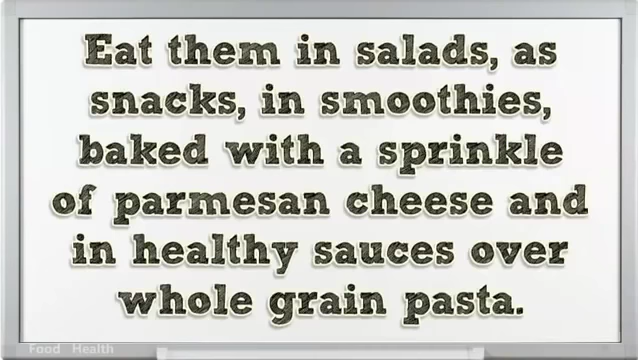 Eat them in salads, as
snacks, in smoothies,
baked with a sprinkle
of parmesan cheese and
in healthy sauces over
whole grain pasta.
Food Health